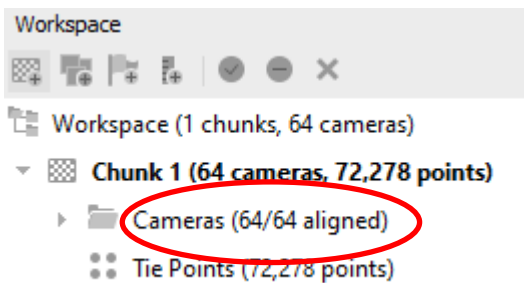 Workspace
Workspace (1 chunks, 64 cameras)
Chunk 1 (64 cameras, 72,278 points)
Cameras (64/64 aligned)
Tie Points (72,278 points)